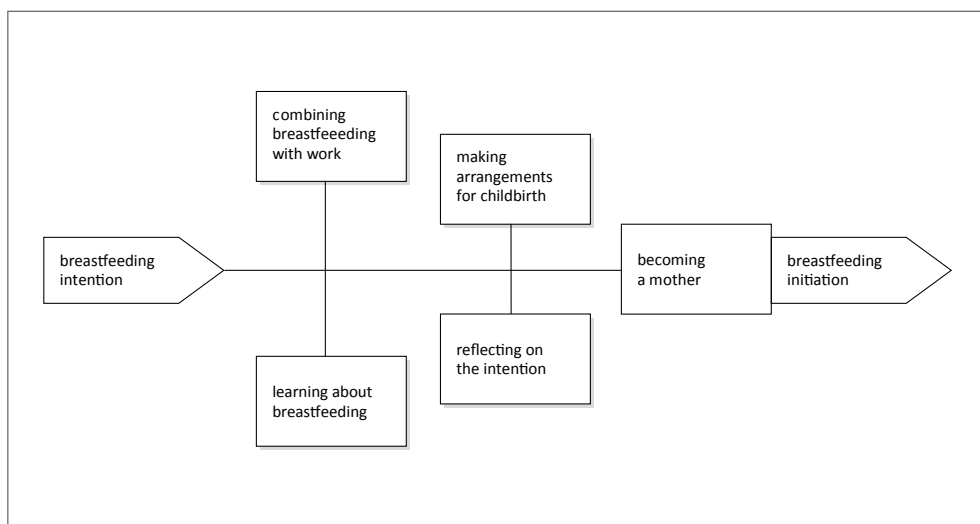 combining
breastfeeeding
with work
making
arrangements
for childbirth
breastfeeding
intention
becoming
a mother
breastfeeding
initiation
learning about
breastfeeding
reflecting on
the intention